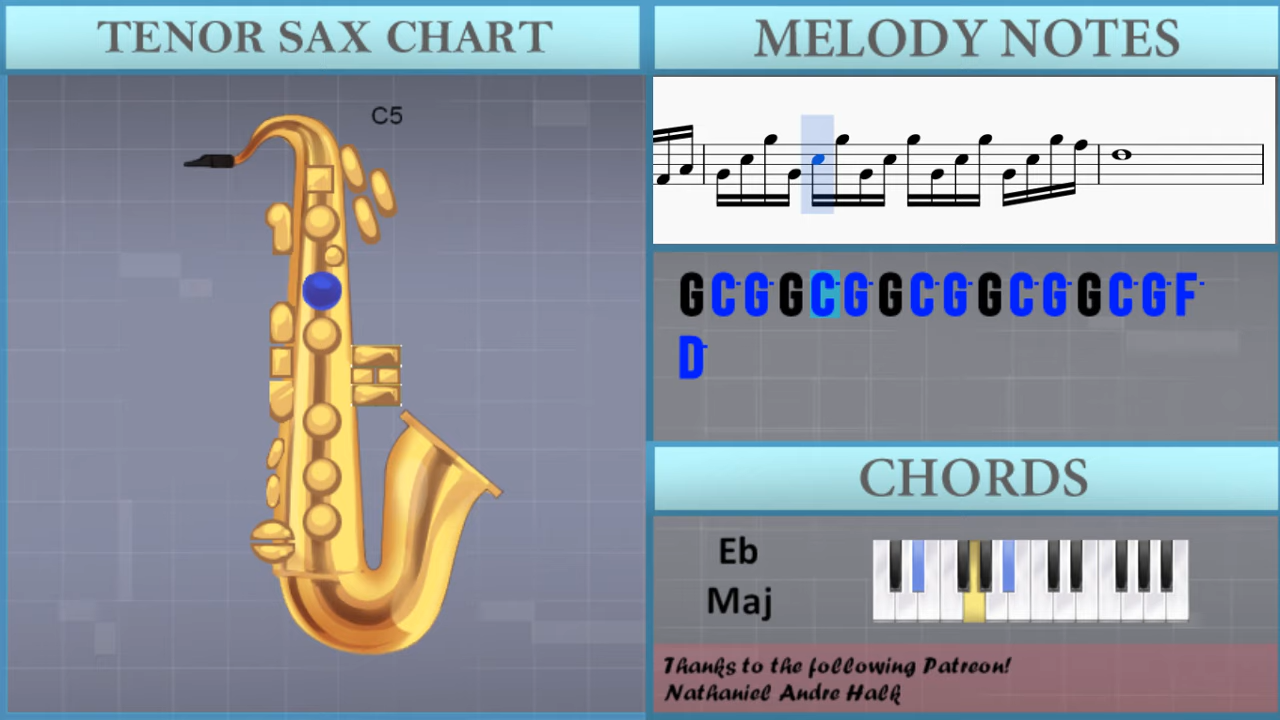 TENOR SAX CHART
C5
MELODY NOTES
GCGGCGGCGGCGGCGF
D
CHORDS
Eb
Maj
Thanks to the following Patreon!
Nathaniel Andre Halk